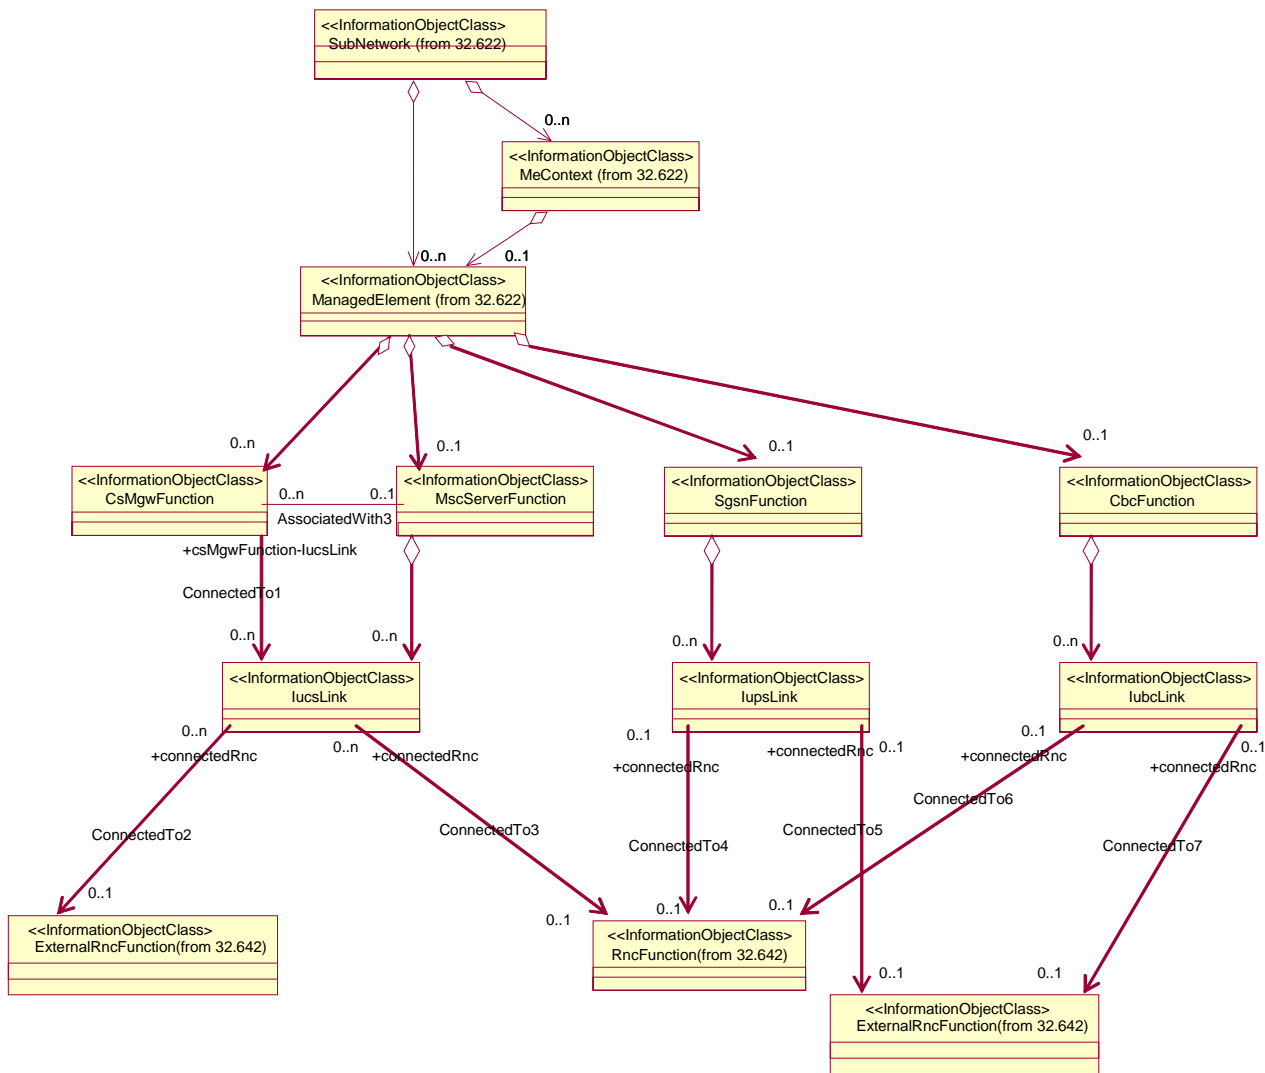 <<InformationObjectClass>
SubNetwork (from 32.622)
0..n
<<InformationObjectClass>
MeContext (from 32.622)
0..n
0..1
<<InformationObjectClass>
ManagedElement (from 32.622)
0..n
0..1
0..1
0..1
<<InformationObjectClass>
CsMgwFunction
<<InformationObjectClass>
MscServerFunction
<<InformationObjectClass>
SgsnFunction
<<InformationObjectClass>
CbcFunction
0..n
0..1
AssociatedWith3
+csMgwFunction-IucsLink
ConnectedTo1
0..n
0..n
0..n
0..n
<<InformationObjectClass>
IucsLink
<<InformationObjectClass>
IupsLink
<<InformationObjectClass>
IubcLink
0..n
+connectedRnc
0..n
+connectedRnc
0..1
+connectedRnc
+connectedRnc
0..1
0..1
+connectedRnc
0..1
+connectedRnc
ConnectedTo2
ConnectedTo3
ConnectedTo4
ConnectedTo5
ConnectedTo6
ConnectedTo7
0..1
0..1
0..1
0..1
<<InformationObjectClass>
ExternalRncFunction(from 32.642)
<<InformationObjectClass>
RncFunction(from 32.642)
0..1
0..1
<<InformationObjectClass>
ExternalRncFunction(from 32.642)